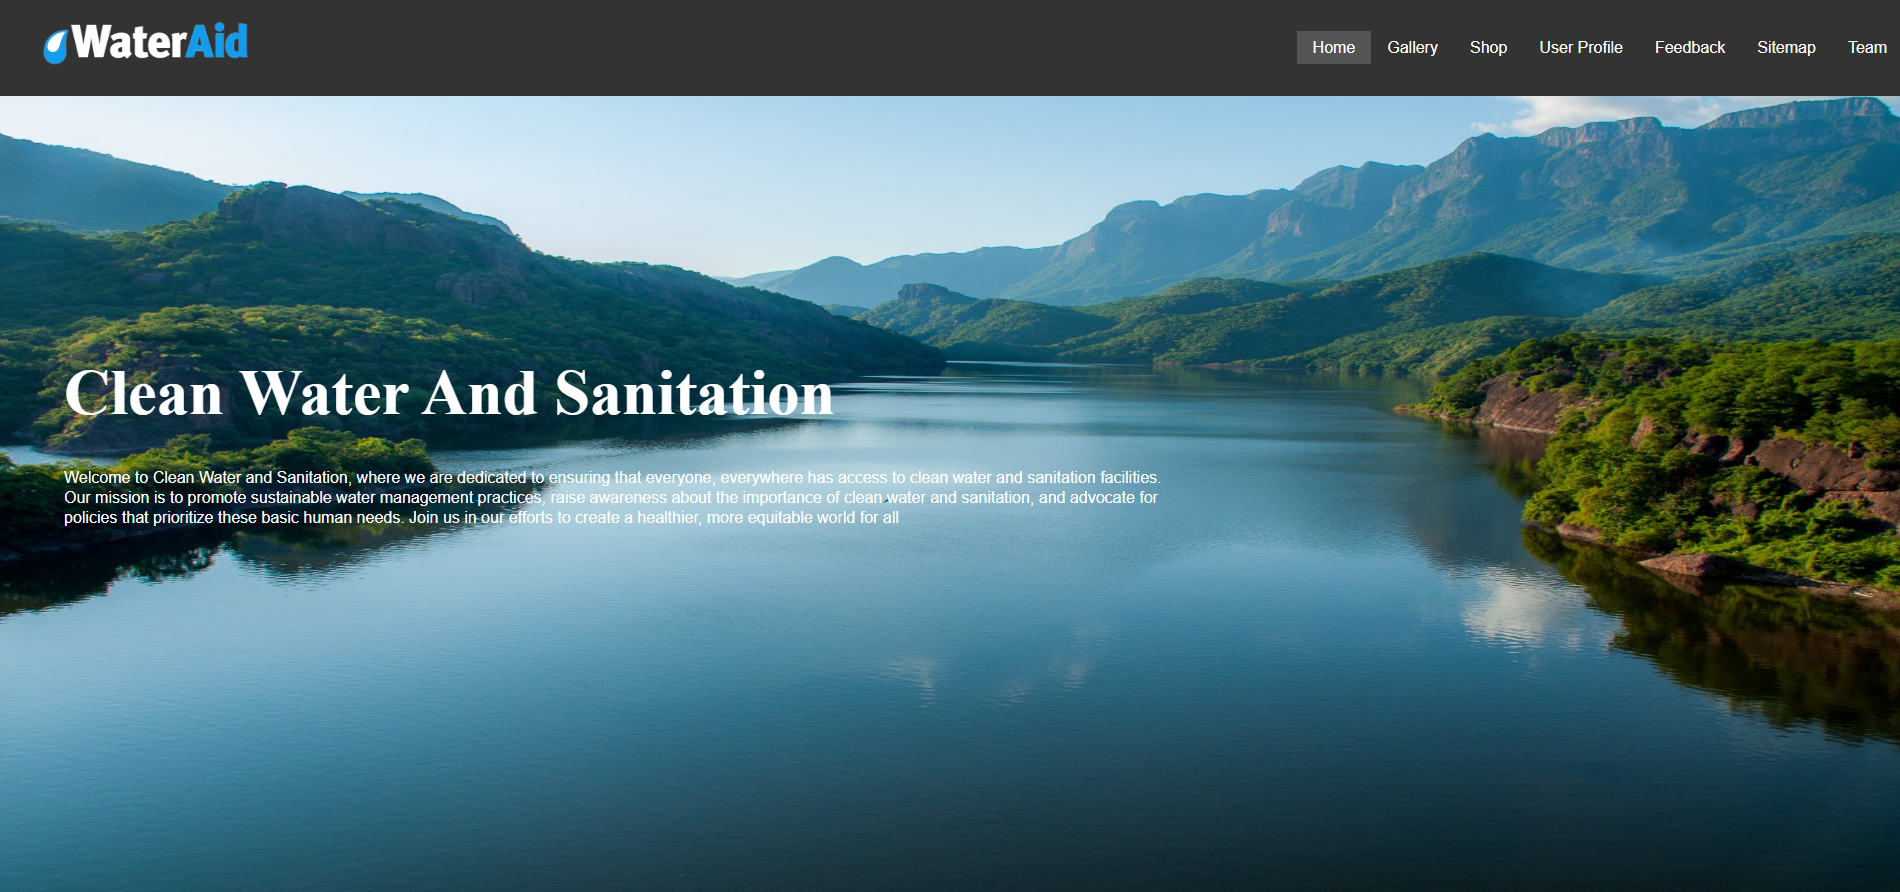 WaterAid
Home Gallery Shop User Profile Feedback Sitemap Team
Clean Water And Sanitation
Welcome to Clean Water and Sanitation, where we are dedicated to ensuring that everyone, everywhere has access to clean water and sanitation facilities.
Our mission is to promote sustainable water management practices, raise awareness about the importance of clean water and sanitation, and advocate for
policies that prioritize these basic human needs. Join us in our efforts to create a healthier, more equitable world for all